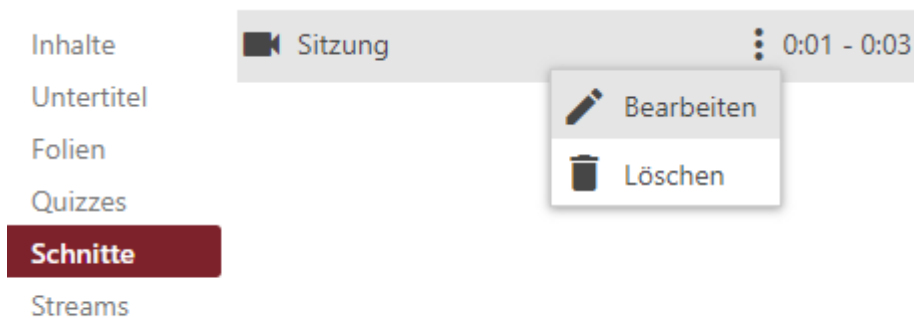 Inhalte
Untertitel
Folien
Quizzes
Schnitte
Streams
Sitzung 0:01 - 0:03
Bearbeiten
Löschen